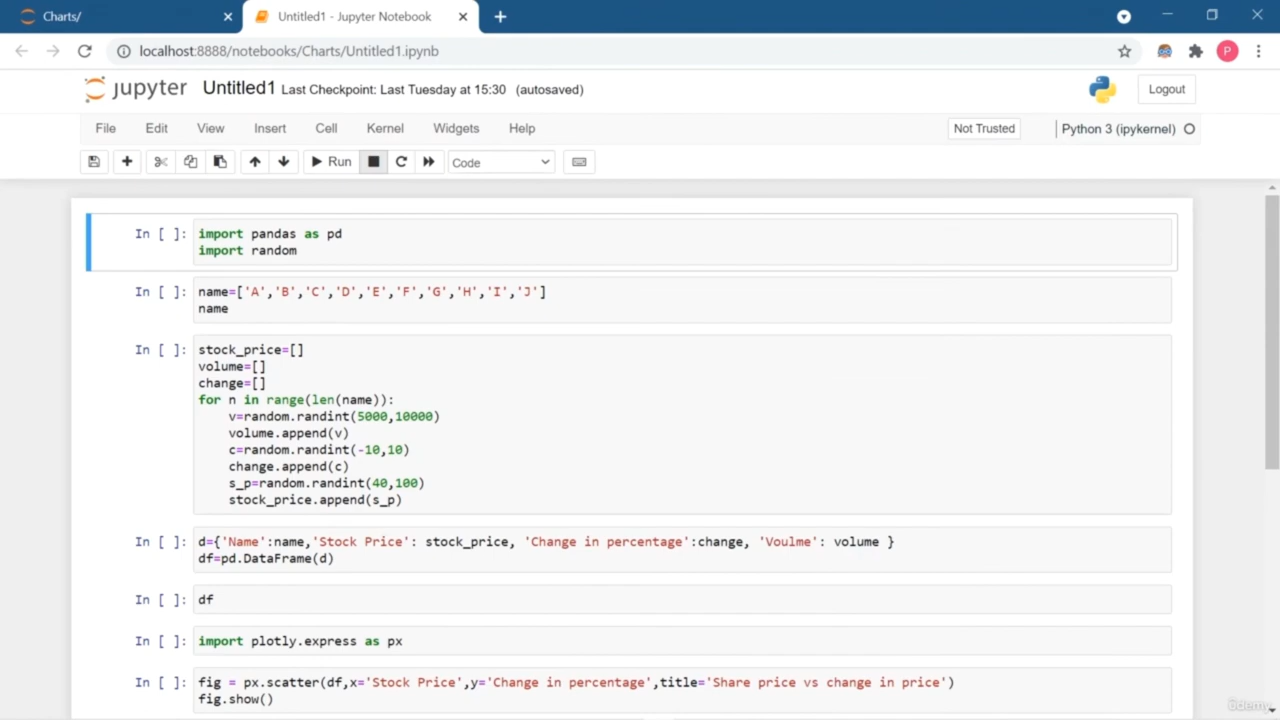 Charts/
Untitled1 - Jupyter Notebook
localhost:8888/notebooks/Charts/Untitled1.ipynb
P
jupyter Untitled1 Last Checkpoint: Last Tuesday at 15:30 (autosaved)
Logout
File Edit View Insert Cell Kernel Widgets Help
Not Trusted
Python 3 (ipykernel)
Run
Code
In [ ]: import pandas as pd
import random
In [ ]: name=['A','B','C','D','E','F','G','H','I','J']
name
In [ ]: stock_price=[]
volume=[]
change=[]
for n in range(len(name)):
    v=random.randint(5000,10000)
    volume.append(v)
    c=random.randint(-10,10)
    change.append(c)
    s_p=random.randint(40,100)
    stock_price.append(s_p)
In [ ]: d={'Name':name,'Stock Price': stock_price, 'Change in percentage':change, 'Voulme': volume }
df=pd.DataFrame(d)
In [ ]: df
In [ ]: import plotly.express as px
In [ ]: fig = px.scatter(df,x='Stock Price',y='Change in percentage',title='Share price vs change in price')
fig.show()
ûdemy